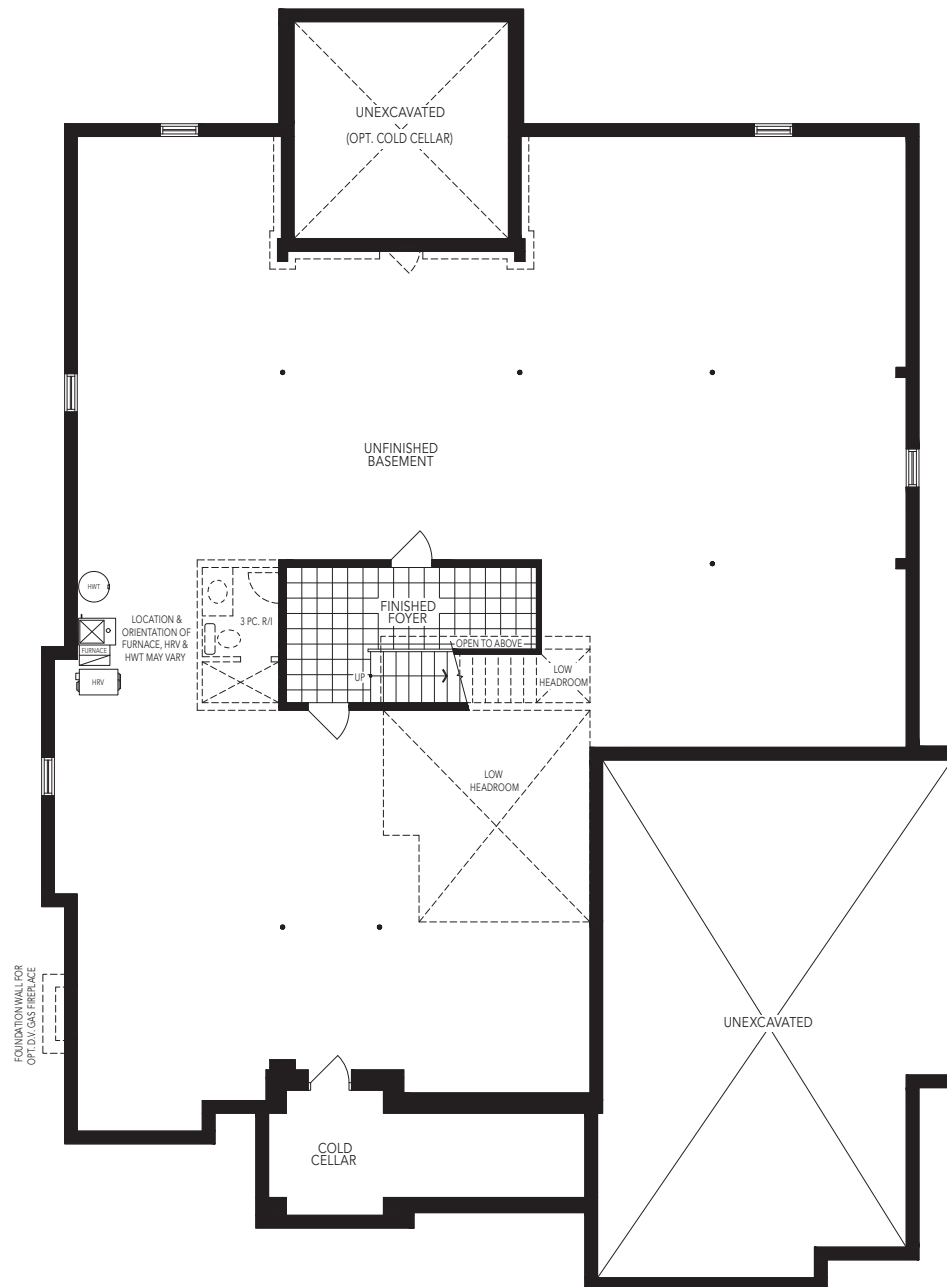 UNEXCAVATED
(OPT. COLD CELLAR)
UNFINISHED
BASEMENT
HWT
FURNACE
HRV
LOCATION &
ORIENTATION OF
FURNACE, HRV &
HWT MAY VARY
3 PC. R/I
FINISHED
FOYER
OPEN TO ABOVE
UP
LOW
HEADROOM
LOW
HEADROOM
FOUNDATION WALL FOR
OPT. D.V. GAS FIREPLACE
UNEXCAVATED
COLD
CELLAR